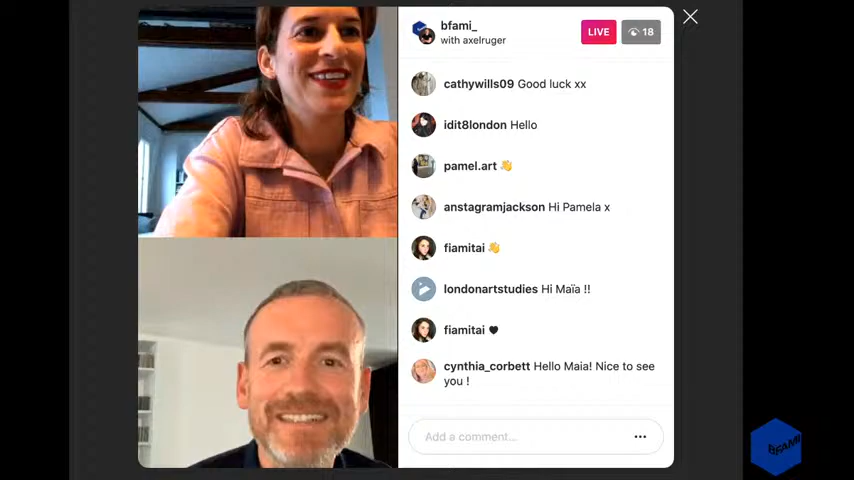 bfami_
with axelruger
LIVE
18
cathywills09 Good luck xx
idit8london Hello
pamel.art 👋
anstagramjackson Hi Pamela x
fiamitai 👋
londonartstudies Hi Maïa !!
fiamitai 🖤
cynthia_corbett Hello Maia! Nice to see
you !
Add a comment...
BFAMI